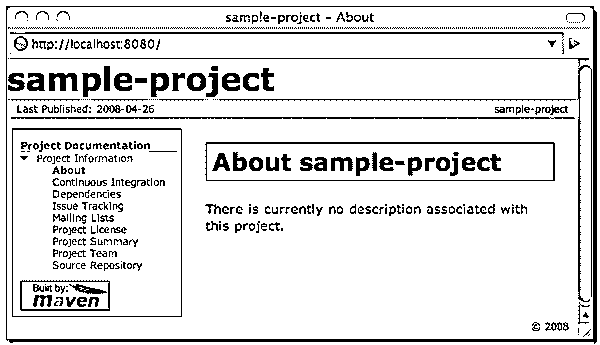 sample-project - About
http://localhost:8080/
sample-project
Last Published: 2008-04-26
sample-project
Project Documentation
Project Information
About
Continuous Integration
Dependencies
Issue Tracking
Mailing Lists
Project License
Project Summary
Project Team
Source Repository
Built by:
maven
About sample-project
There is currently no description associated with
this project.
© 2008